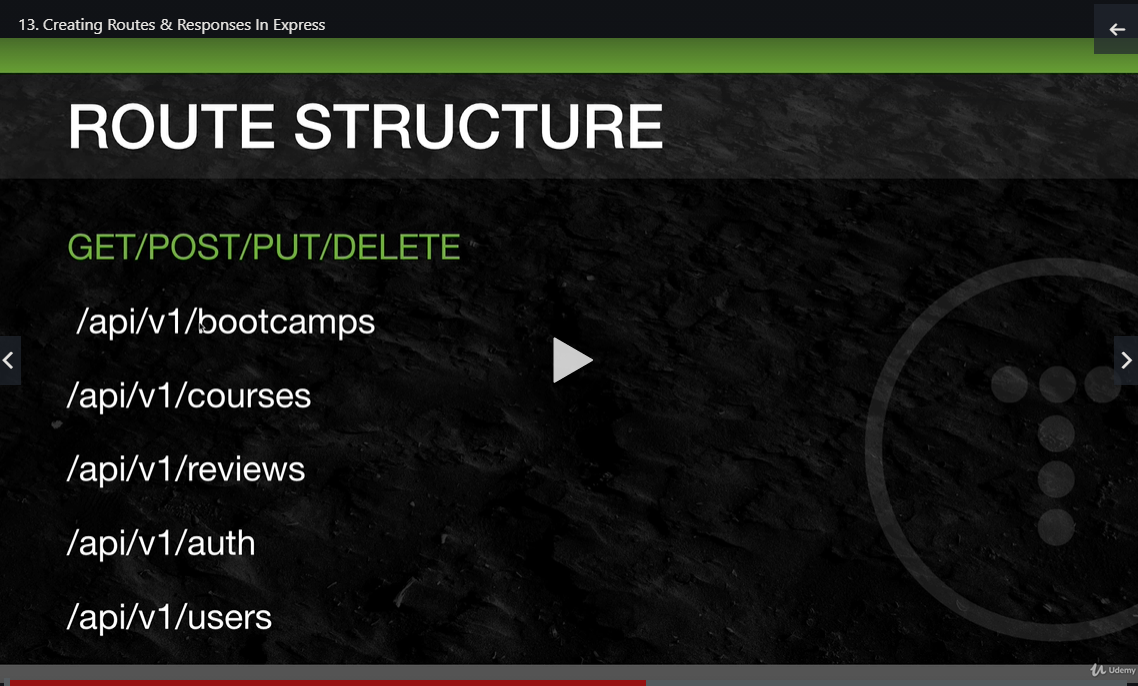 13. Creating Routes & Responses In Express
ROUTE STRUCTURE
GET/POST/PUT/DELETE
/api/v1/bootcamps
/api/v1/courses
/api/v1/reviews
/api/v1/auth
/api/v1/users
Udemy